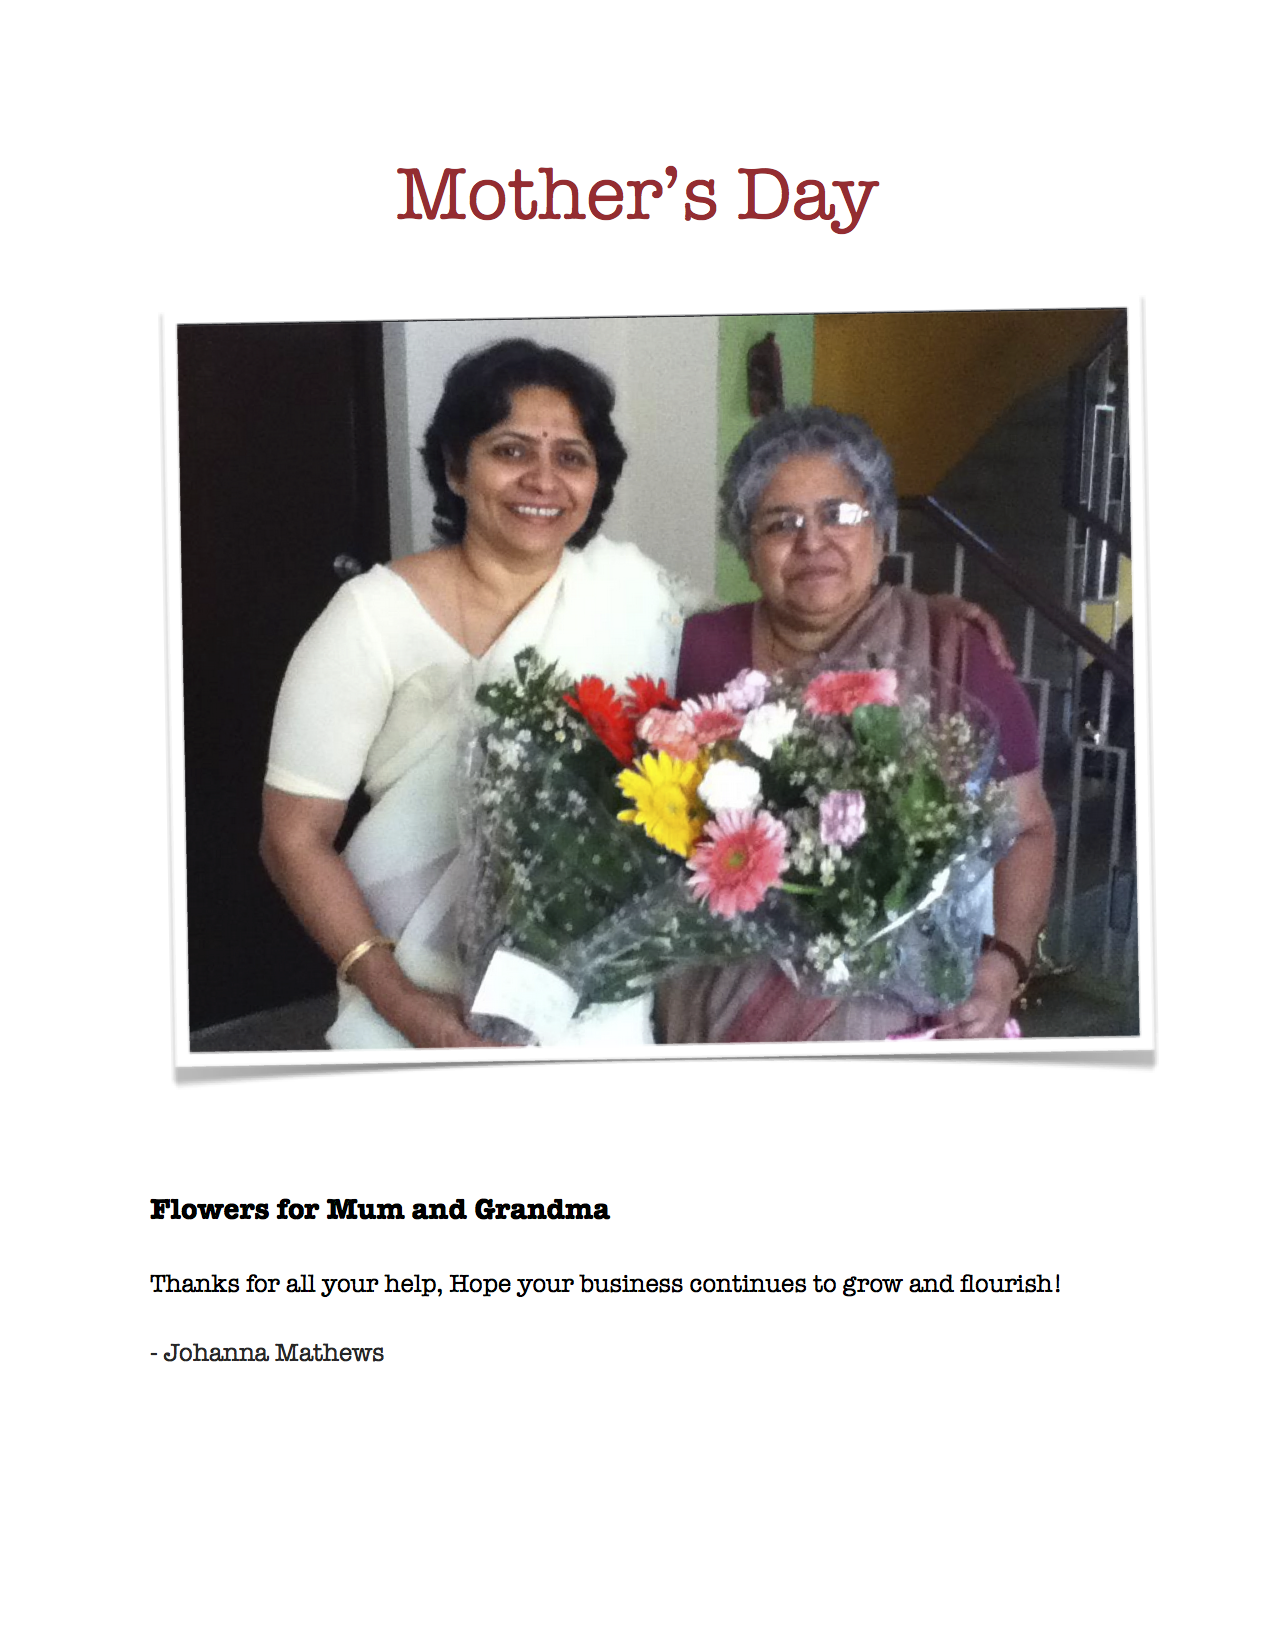 Mother’s Day
Flowers for Mum and Grandma
Thanks for all your help, Hope your business continues to grow and flourish!
- Johanna Mathews